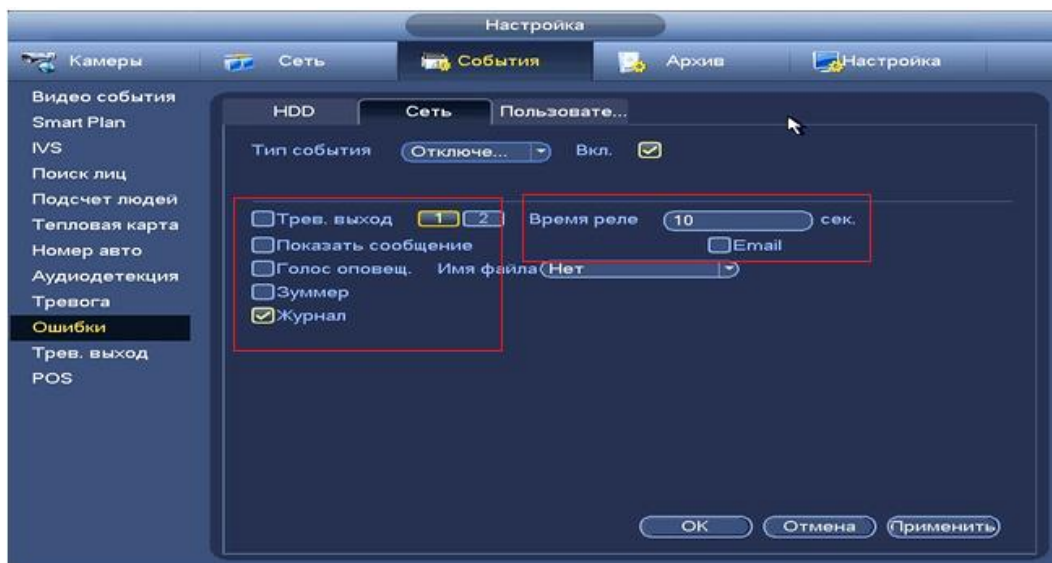 Настройка
Камеры Сеть События Архив Настройка
Видео события
Smart Plan
IVS
Поиск лиц
Подсчет людей
Тепловая карта
Номер авто
Аудиодетекция
Тревога
Ошибки
Трев. выход
POS
HDD Сеть Пользовате...
Тип события Отключе... Вкл.
Трев. выход 1 2 Время реле 10 сек.
Показать сообщение Email
Голос оповещ. Имя файла Нет
Зуммер
Журнал
OK Отмена Применить